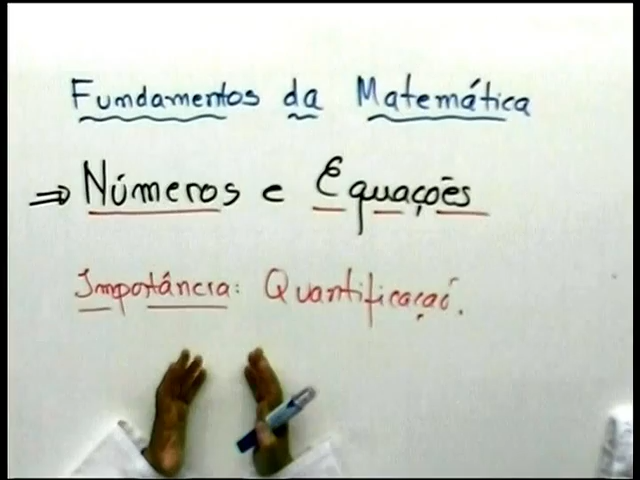 Fundamentos da Matemática
⇒ Números e Equações
Importância: Quantificação.